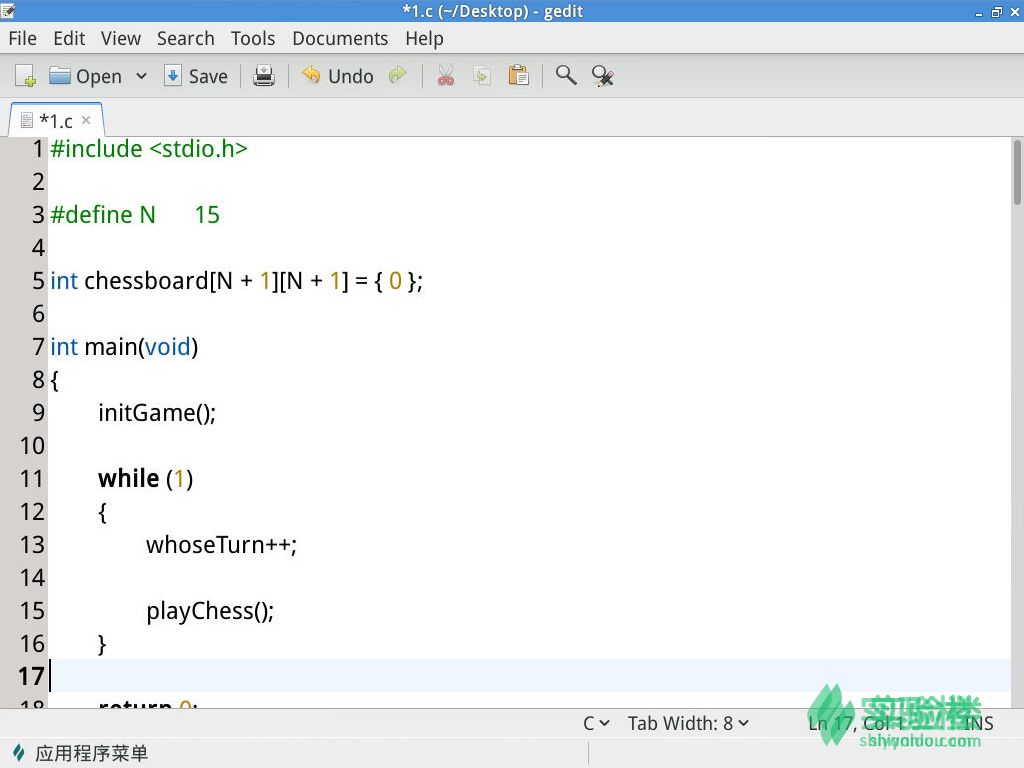 *1.c (~/Desktop) - gedit
File Edit View Search Tools Documents Help
Open Save Undo
*1.c
1 #include <stdio.h>
2
3 #define N 15
4
5 int chessboard[N + 1][N + 1] = { 0 };
6
7 int main(void)
8 {
9 initGame();
10
11 while (1)
12 {
13 whoseTurn++;
14
15 playChess();
16 }
17
18 return 0;
C Tab Width: 8 Ln 17, Col 1 INS
实验楼
shiyanlou.com
应用程序菜单